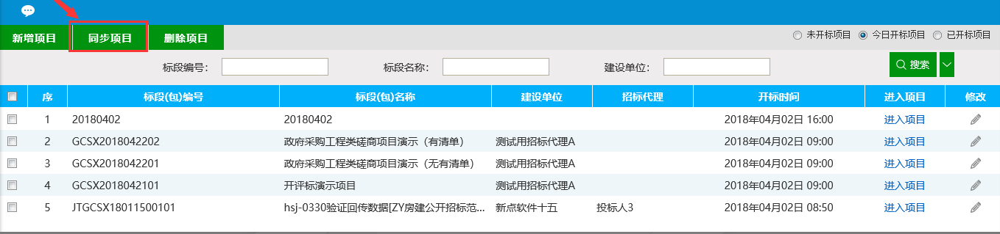 新增项目 同步项目 删除项目 未开标项目 今日开标项目 已开标项目
标段编号： 标段名称： 建设单位： 搜索
序 标段(包)编号 标段(包)名称 建设单位 招标代理 开标时间 进入项目 修改
1 20180402 20180402 2018年04月02日 16:00 进入项目
2 GCSX2018042202 政府采购工程类磋商项目演示（有清单） 测试用招标代理A 2018年04月02日 09:00 进入项目
3 GCSX2018042201 政府采购工程类磋商项目演示（无有清单） 测试用招标代理A 2018年04月02日 09:00 进入项目
4 GCSX2018042101 开评标演示项目 测试用招标代理A 2018年04月02日 09:00 进入项目
5 JTGCSX18011500101 hsj-0330验证回传数据[ZY房建公开招标范... 新点软件十五 投标人3 2018年04月02日 08:50 进入项目